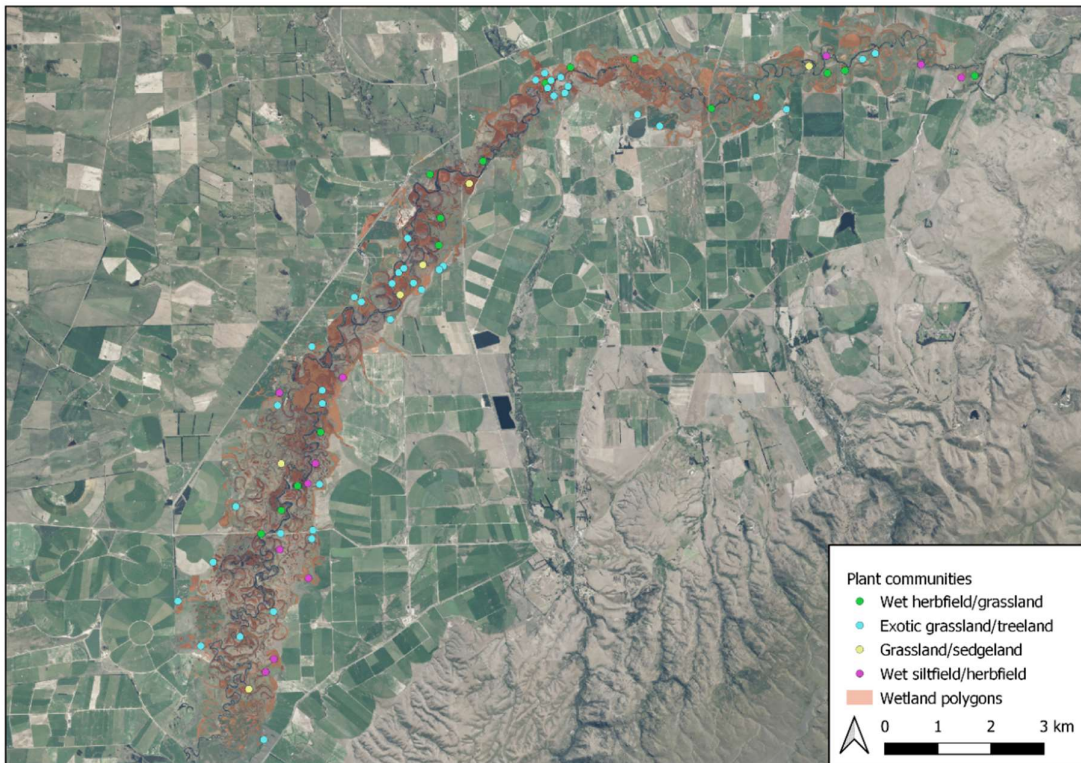 Plant communities
Wet herbfield/grassland
Exotic grassland/treeland
Grassland/sedgeland
Wet siltfield/herbfield
Wetland polygons
0 1 2 3 km